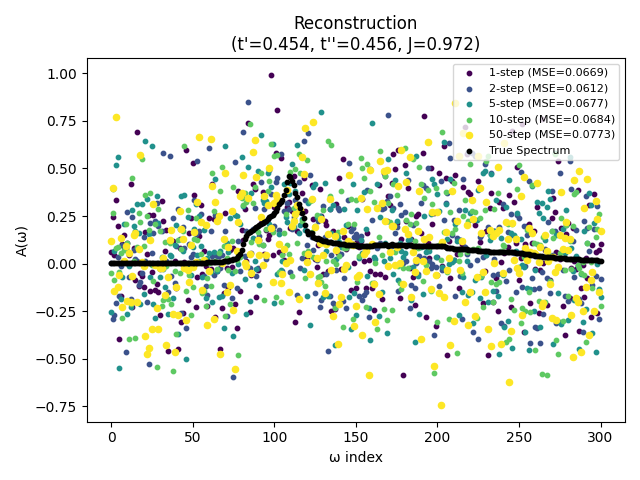 Reconstruction
(t'=0.454, t''=0.456, J=0.972)
1-step (MSE=0.0669)
2-step (MSE=0.0612)
5-step (MSE=0.0677)
10-step (MSE=0.0684)
50-step (MSE=0.0773)
True Spectrum
A(ω)
1.00
0.75
0.50
0.25
0.00
−0.25
−0.50
−0.75
0 50 100 150 200 250 300
ω index